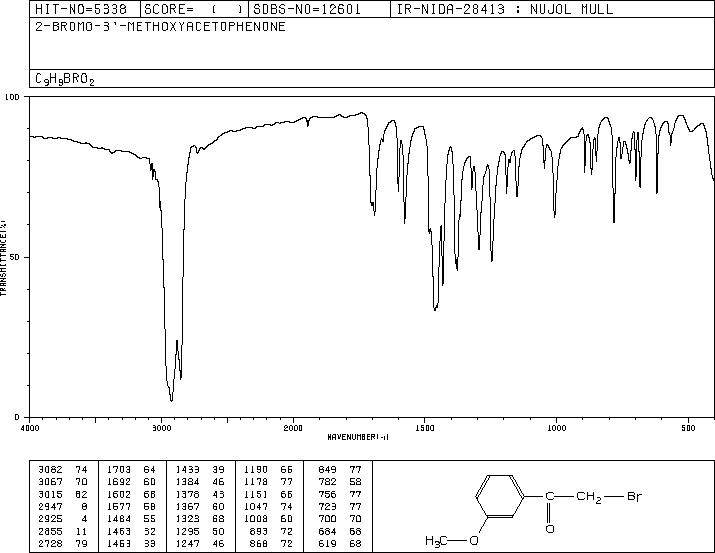 HIT-NO=5338 SCORE= ( ) SDBS-NO=12601 IR-NIDA-28413 : NUJOL MULL
2-BROMO-3'-METHOXYACETOPHENONE
C9H9BRO2
100
50
0
TRANSMITTANCE(%)
4000 3000 2000 1500 1000 500
WAVENUMBER(-1)
3082 74 1703 64 1433 39 1190 66 849 77
3067 70 1692 60 1384 46 1178 77 782 58
3015 62 1602 66 1378 43 1151 66 756 77
2947 8 1577 58 1367 60 1047 74 723 77
2925 4 1484 55 1323 68 1008 60 700 70
2855 11 1463 32 1295 50 893 72 684 68
2728 79 1453 33 1247 46 868 72 619 68
C CH2 Br
O
H3C O